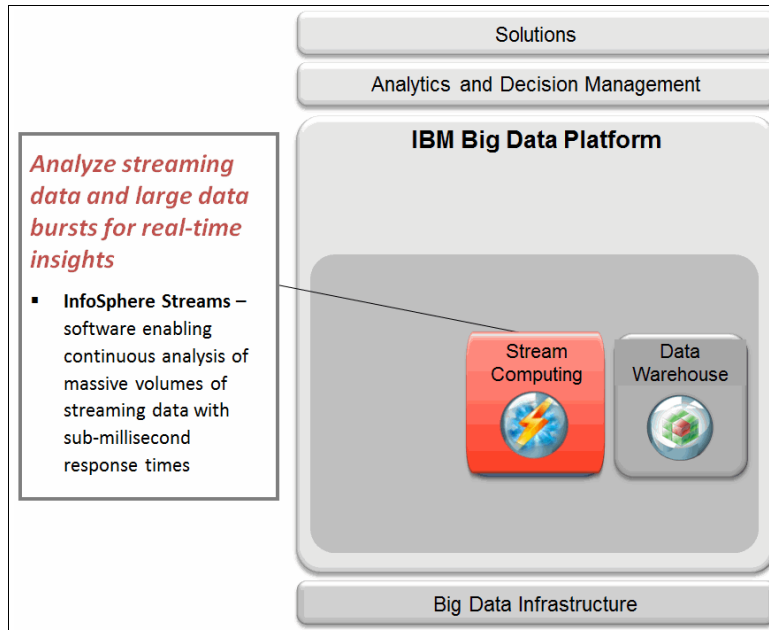 Solutions
Analytics and Decision Management
IBM Big Data Platform
Analyze streaming
data and large data
bursts for real-time
insights
▪ InfoSphere Streams –
software enabling
continuous analysis of
massive volumes of
streaming data with
sub-millisecond
response times
Stream
Computing
Data
Warehouse
Big Data Infrastructure